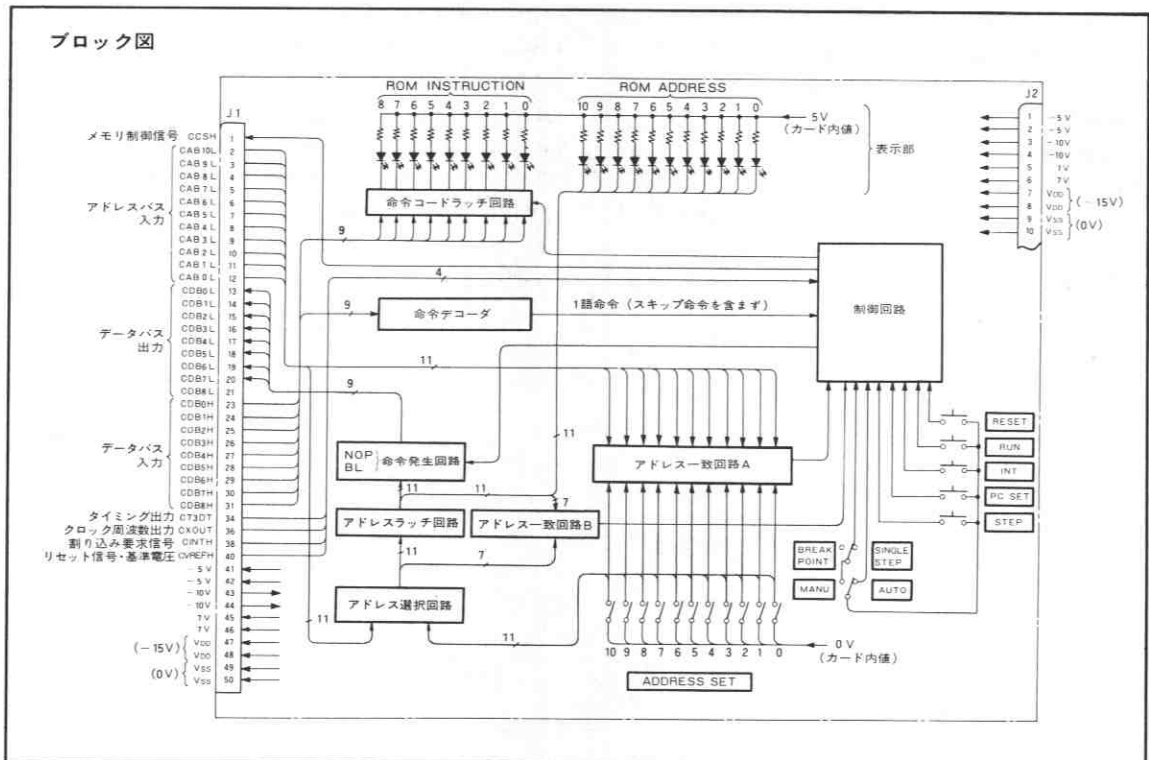 ブロック図
ROM INSTRUCTION
8 7 6 5 4 3 2 1 0
ROM ADDRESS
10 9 8 7 6 5 4 3 2 1 0
5V
(カード内値)
表示部
J1
メモリ制御信号 CCSH 1
アドレスバス
入力
CAB10L 2
CAB9L 3
CAB8L 4
CAB7L 5
CAB6L 6
CAB5L 7
CAB4L 8
CAB3L 9
CAB2L 10
CAB1L 11
CAB0L 12
データバス
出力
CDB0L 13
CDB1L 14
CDB2L 15
CDB3L 16
CDB4L 17
CDB5L 18
CDB6L 19
CDB7L 20
CDB8L 21
データバス
入力
CDB0H 23
CDB1H 24
CDB2H 25
CDB3H 26
CDB4H 27
CDB5H 28
CDB6H 29
CDB7H 30
CDB8H 31
タイミング出力 CT3DT 34
クロック周波数出力 CXOUT 36
割り込み要求信号 CINTH 38
リセット信号・基準電圧 CVREFH 40
-5V 41
-5V 42
-10V 43
-10V 44
7V 45
7V 46
(-15V)
VDD 47
VDD 48
(0V)
VSS 49
VSS 50
命令コードラッチ回路
9
4
9
命令デコーダ
1語命令(スキップ命令を含まず)
制御回路
11
9
NOP
BL
命令発生回路
11
11
11
7
アドレスラッチ回路
アドレス一致回路B
アドレス一致回路A
11
7
アドレス選択回路
11
11
10 9 8 7 6 5 4 3 2 1 0
0V
(カード内値)
ADDRESS SET
RESET
RUN
INT
PC SET
STEP
BREAK
POINT
SINGLE
STEP
MANU
AUTO
J2
1 -5V
2 -5V
3 -10V
4 -10V
5 7V
6 7V
7 VDD
8 VDD
(-15V)
9 VSS
10 VSS
(0V)